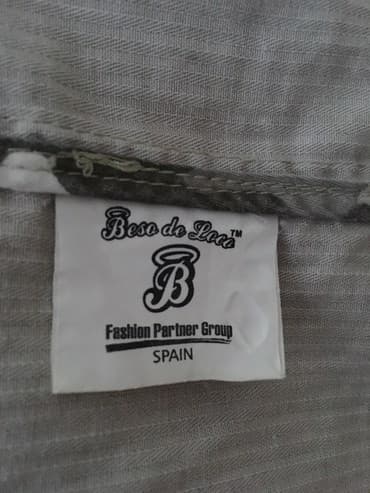 Beso de Loco™
B
Fashion Partner Group
SPAIN